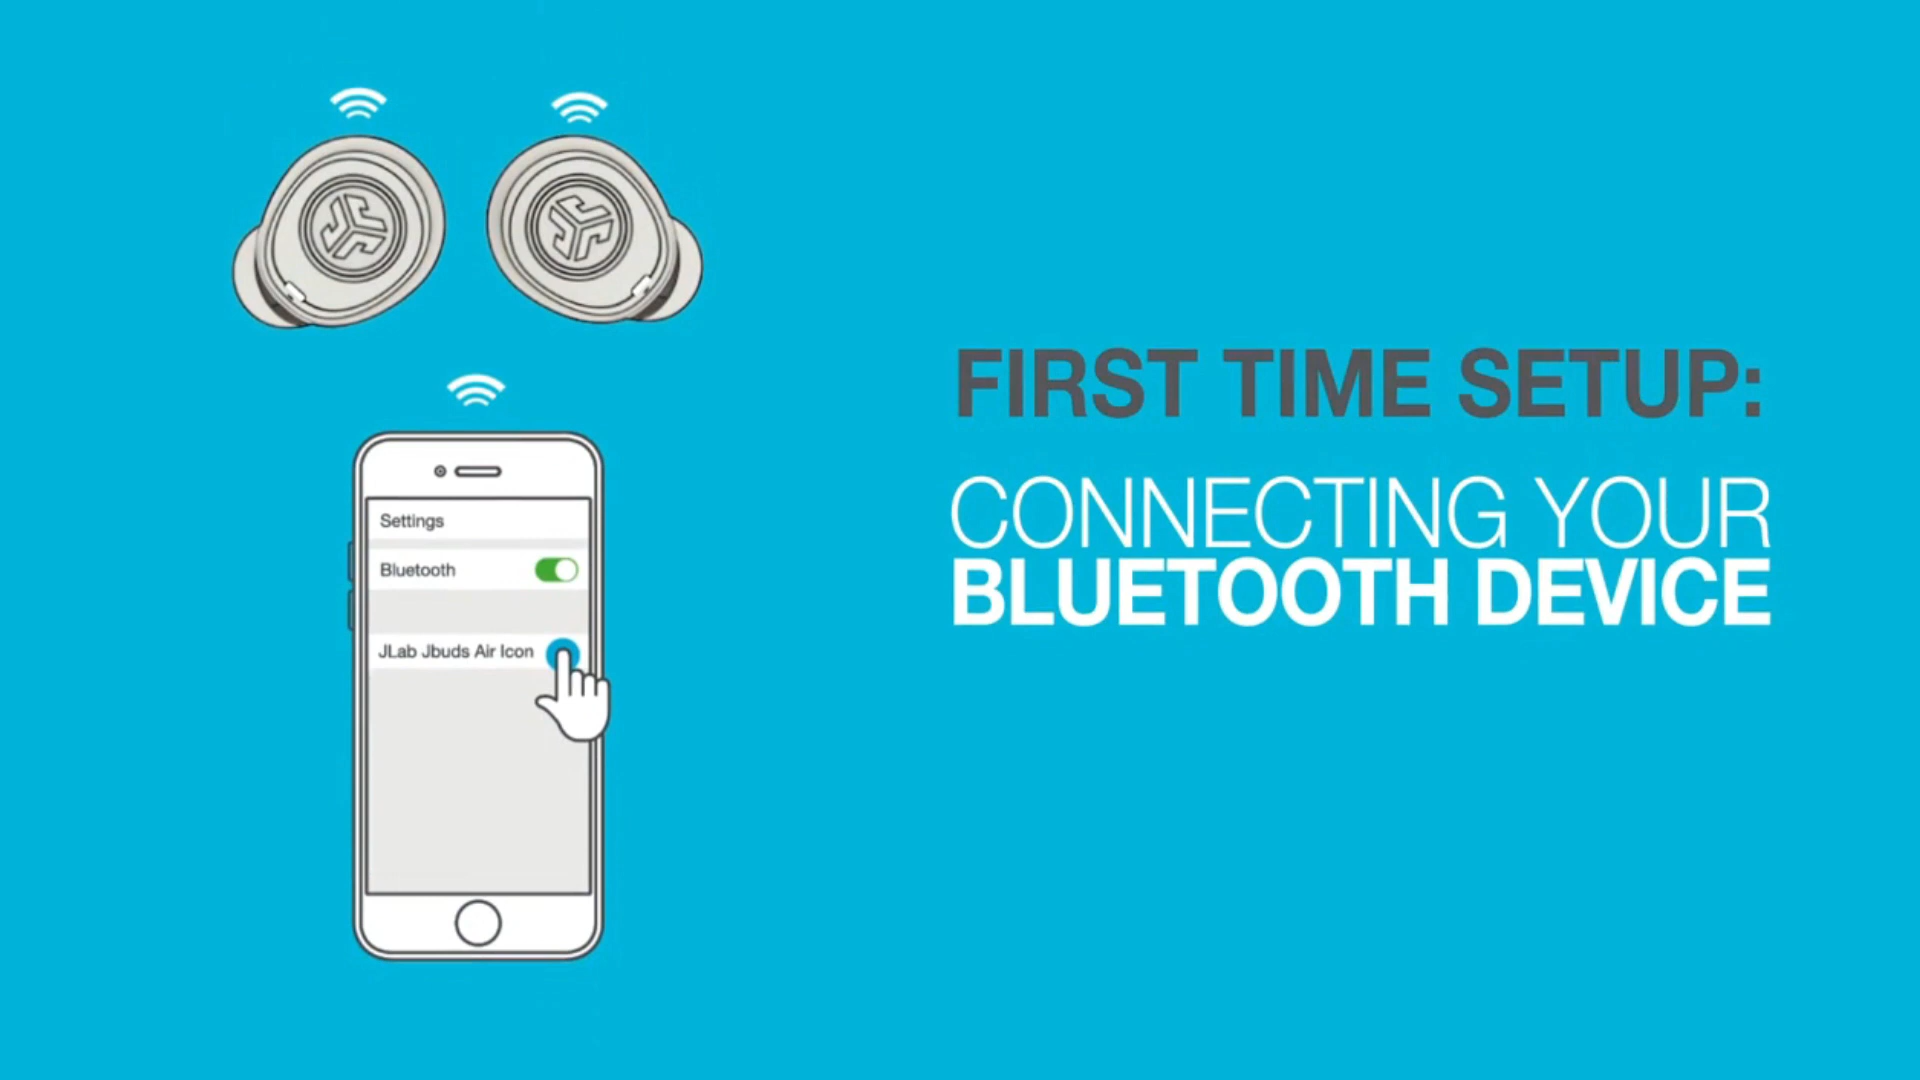 FIRST TIME SETUP:
CONNECTING YOUR
BLUETOOTH DEVICE
Settings
Bluetooth
JLab Jbuds Air Icon